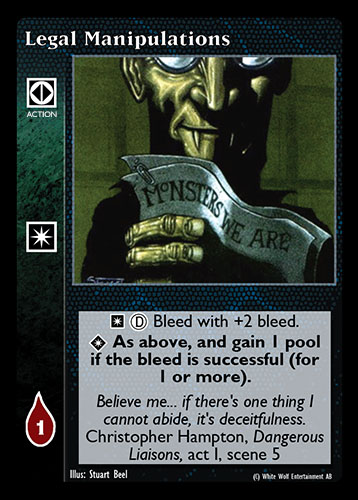 Legal Manipulations
ACTION
MONSTERS WE ARE
D Bleed with +2 bleed.
As above, and gain 1 pool
if the bleed is successful (for
1 or more).
Believe me... if there's one thing I
cannot abide, it's deceitfulness.
Christopher Hampton, Dangerous
Liaisons, act 1, scene 5
1
Illus: Stuart Beel
(C) White Wolf Entertainment AB